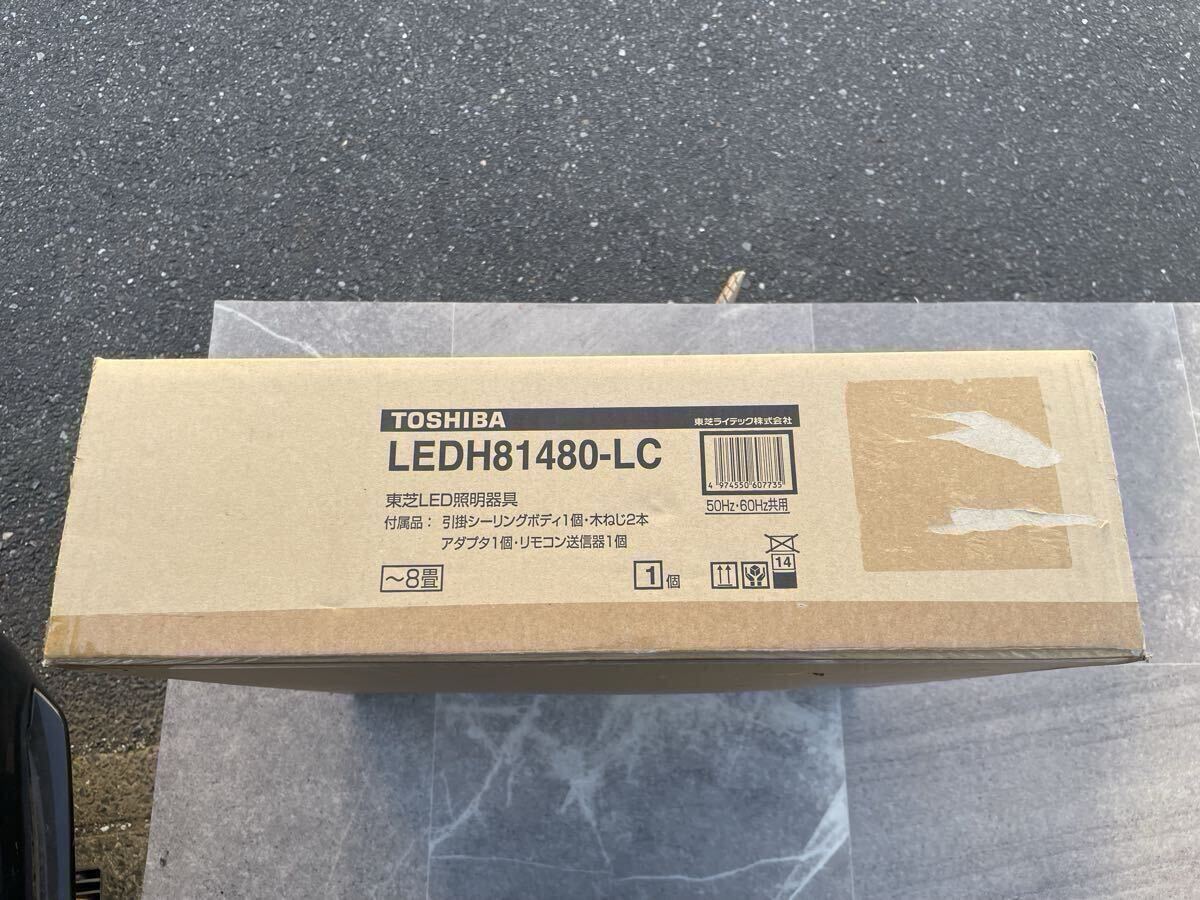 TOSHIBA 東芝ライテック株式会社
LEDH81480-LC
4 974550 607735
東芝LED照明器具
50Hz・60Hz共用
付属品： 引掛シーリングボディ1個・木ねじ2本
アダプタ1個・リモコン送信器1個
〜8畳
1個
14